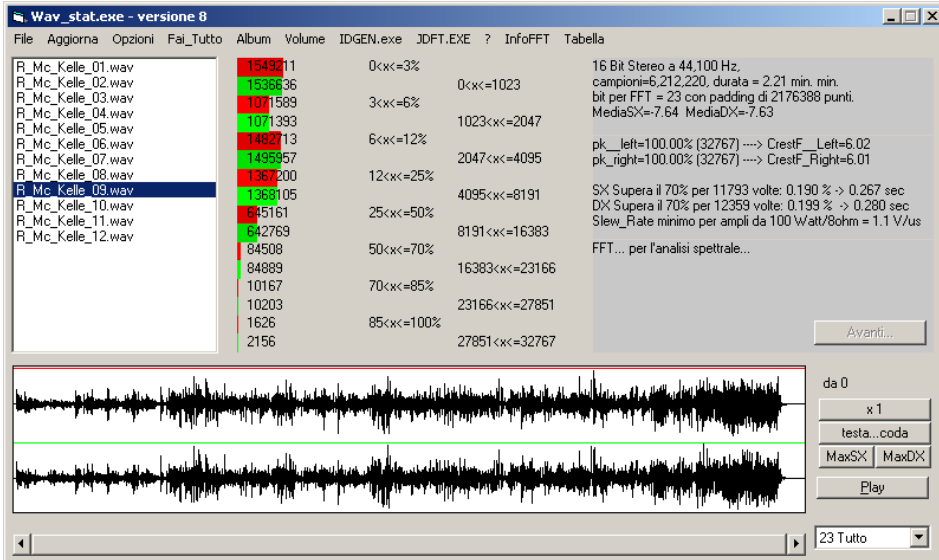 Wav_stat.exe - versione 8
File Aggiorna Opzioni Fai_Tutto Album Volume IDGEN.exe JDFT.EXE ? InfoFFT Tabella
R_Mc_Kelle_01.wav
R_Mc_Kelle_02.wav
R_Mc_Kelle_03.wav
R_Mc_Kelle_04.wav
R_Mc_Kelle_05.wav
R_Mc_Kelle_06.wav
R_Mc_Kelle_07.wav
R_Mc_Kelle_08.wav
R_Mc_Kelle_09.wav
R_Mc_Kelle_10.wav
R_Mc_Kelle_11.wav
R_Mc_Kelle_12.wav
1549211 0<x<=3%
1536636 0<x<=1023
1071589 3<x<=6%
1071393 1023<x<=2047
1482713 6<x<=12%
1495957 2047<x<=4095
1367200 12<x<=25%
1368105 4095<x<=8191
645161 25<x<=50%
642769 8191<x<=16383
84508 50<x<=70%
84889 16383<x<=23166
10167 70<x<=85%
10203 23166<x<=27851
1626 85<x<=100%
2156 27851<x<=32767
16 Bit Stereo a 44,100 Hz,
campioni=6,212,220, durata = 2.21 min. min.
bit per FFT = 23 con padding di 2176388 punti.
MediaSX=-7.64 MediaDX=-7.63
pk__left=100.00% (32767) ----> CrestF__Left=6.02
pk_right=100.00% (32767) ----> CrestF_Right=6.01
SX Supera il 70% per 11793 volte: 0.190 % -> 0.267 sec
DX Supera il 70% per 12359 volte: 0.199 % -> 0.280 sec
Slew_Rate minimo per ampli da 100 Watt/8ohm = 1.1 V/us
FFT... per l'analisi spettrale...
Avanti...
da 0
x 1
testa...coda
MaxSX MaxDX
Play
23 Tutto